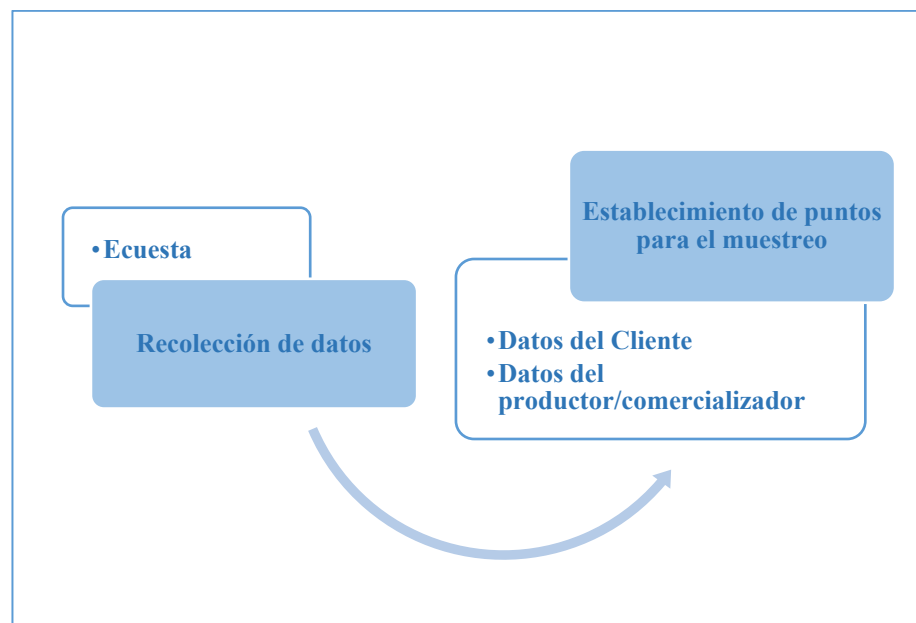 •Ecuesta
Recolección de datos
Establecimiento de puntos
para el muestreo
•Datos del Cliente
•Datos del
productor/comercializador